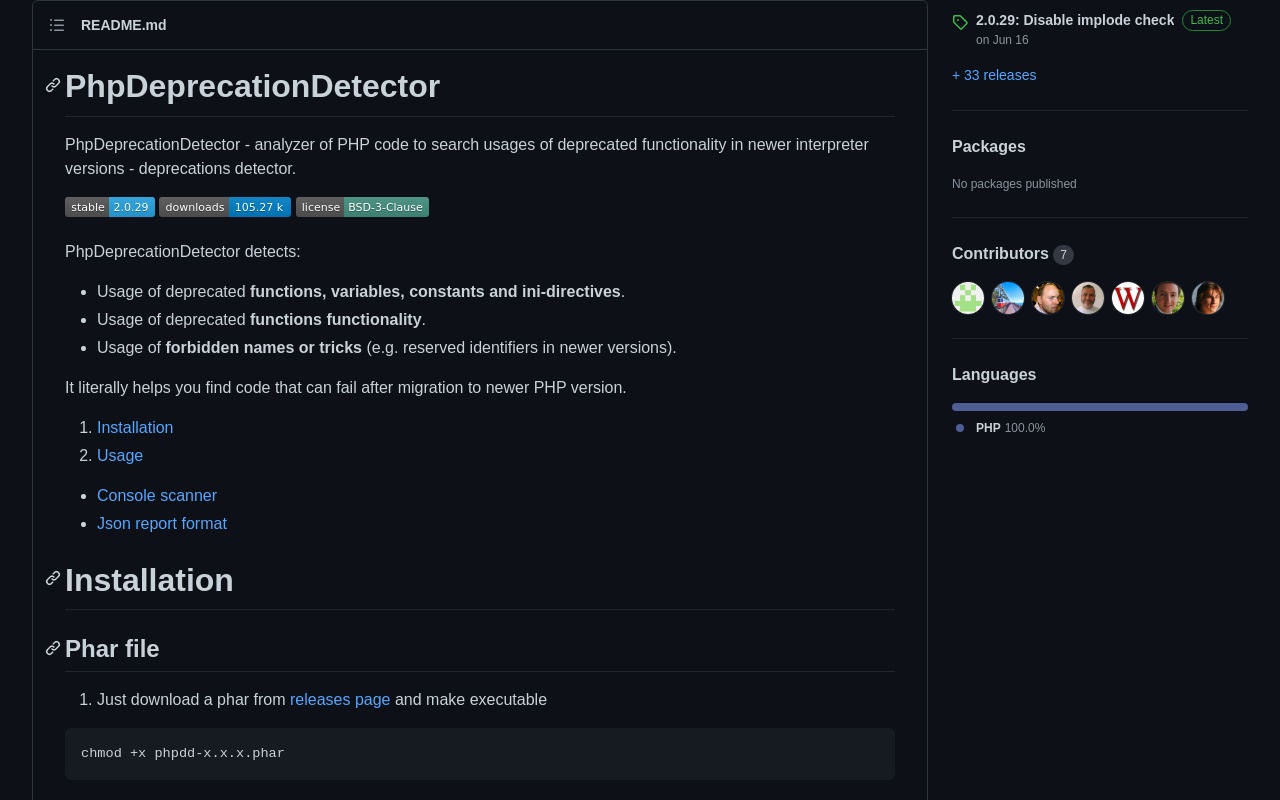 README.md
PhpDeprecationDetector
PhpDeprecationDetector - analyzer of PHP code to search usages of deprecated functionality in newer interpreter
versions - deprecations detector.
stable 2.0.29 downloads 105.27 k license BSD-3-Clause
PhpDeprecationDetector detects:
• Usage of deprecated functions, variables, constants and ini-directives.
• Usage of deprecated functions functionality.
• Usage of forbidden names or tricks (e.g. reserved identifiers in newer versions).
It literally helps you find code that can fail after migration to newer PHP version.
1. Installation
2. Usage
• Console scanner
• Json report format
Installation
Phar file
1. Just download a phar from releases page and make executable
chmod +x phpdd-x.x.x.phar
2.0.29: Disable implode check Latest
on Jun 16
+ 33 releases
Packages
No packages published
Contributors 7
W
Languages
PHP 100.0%